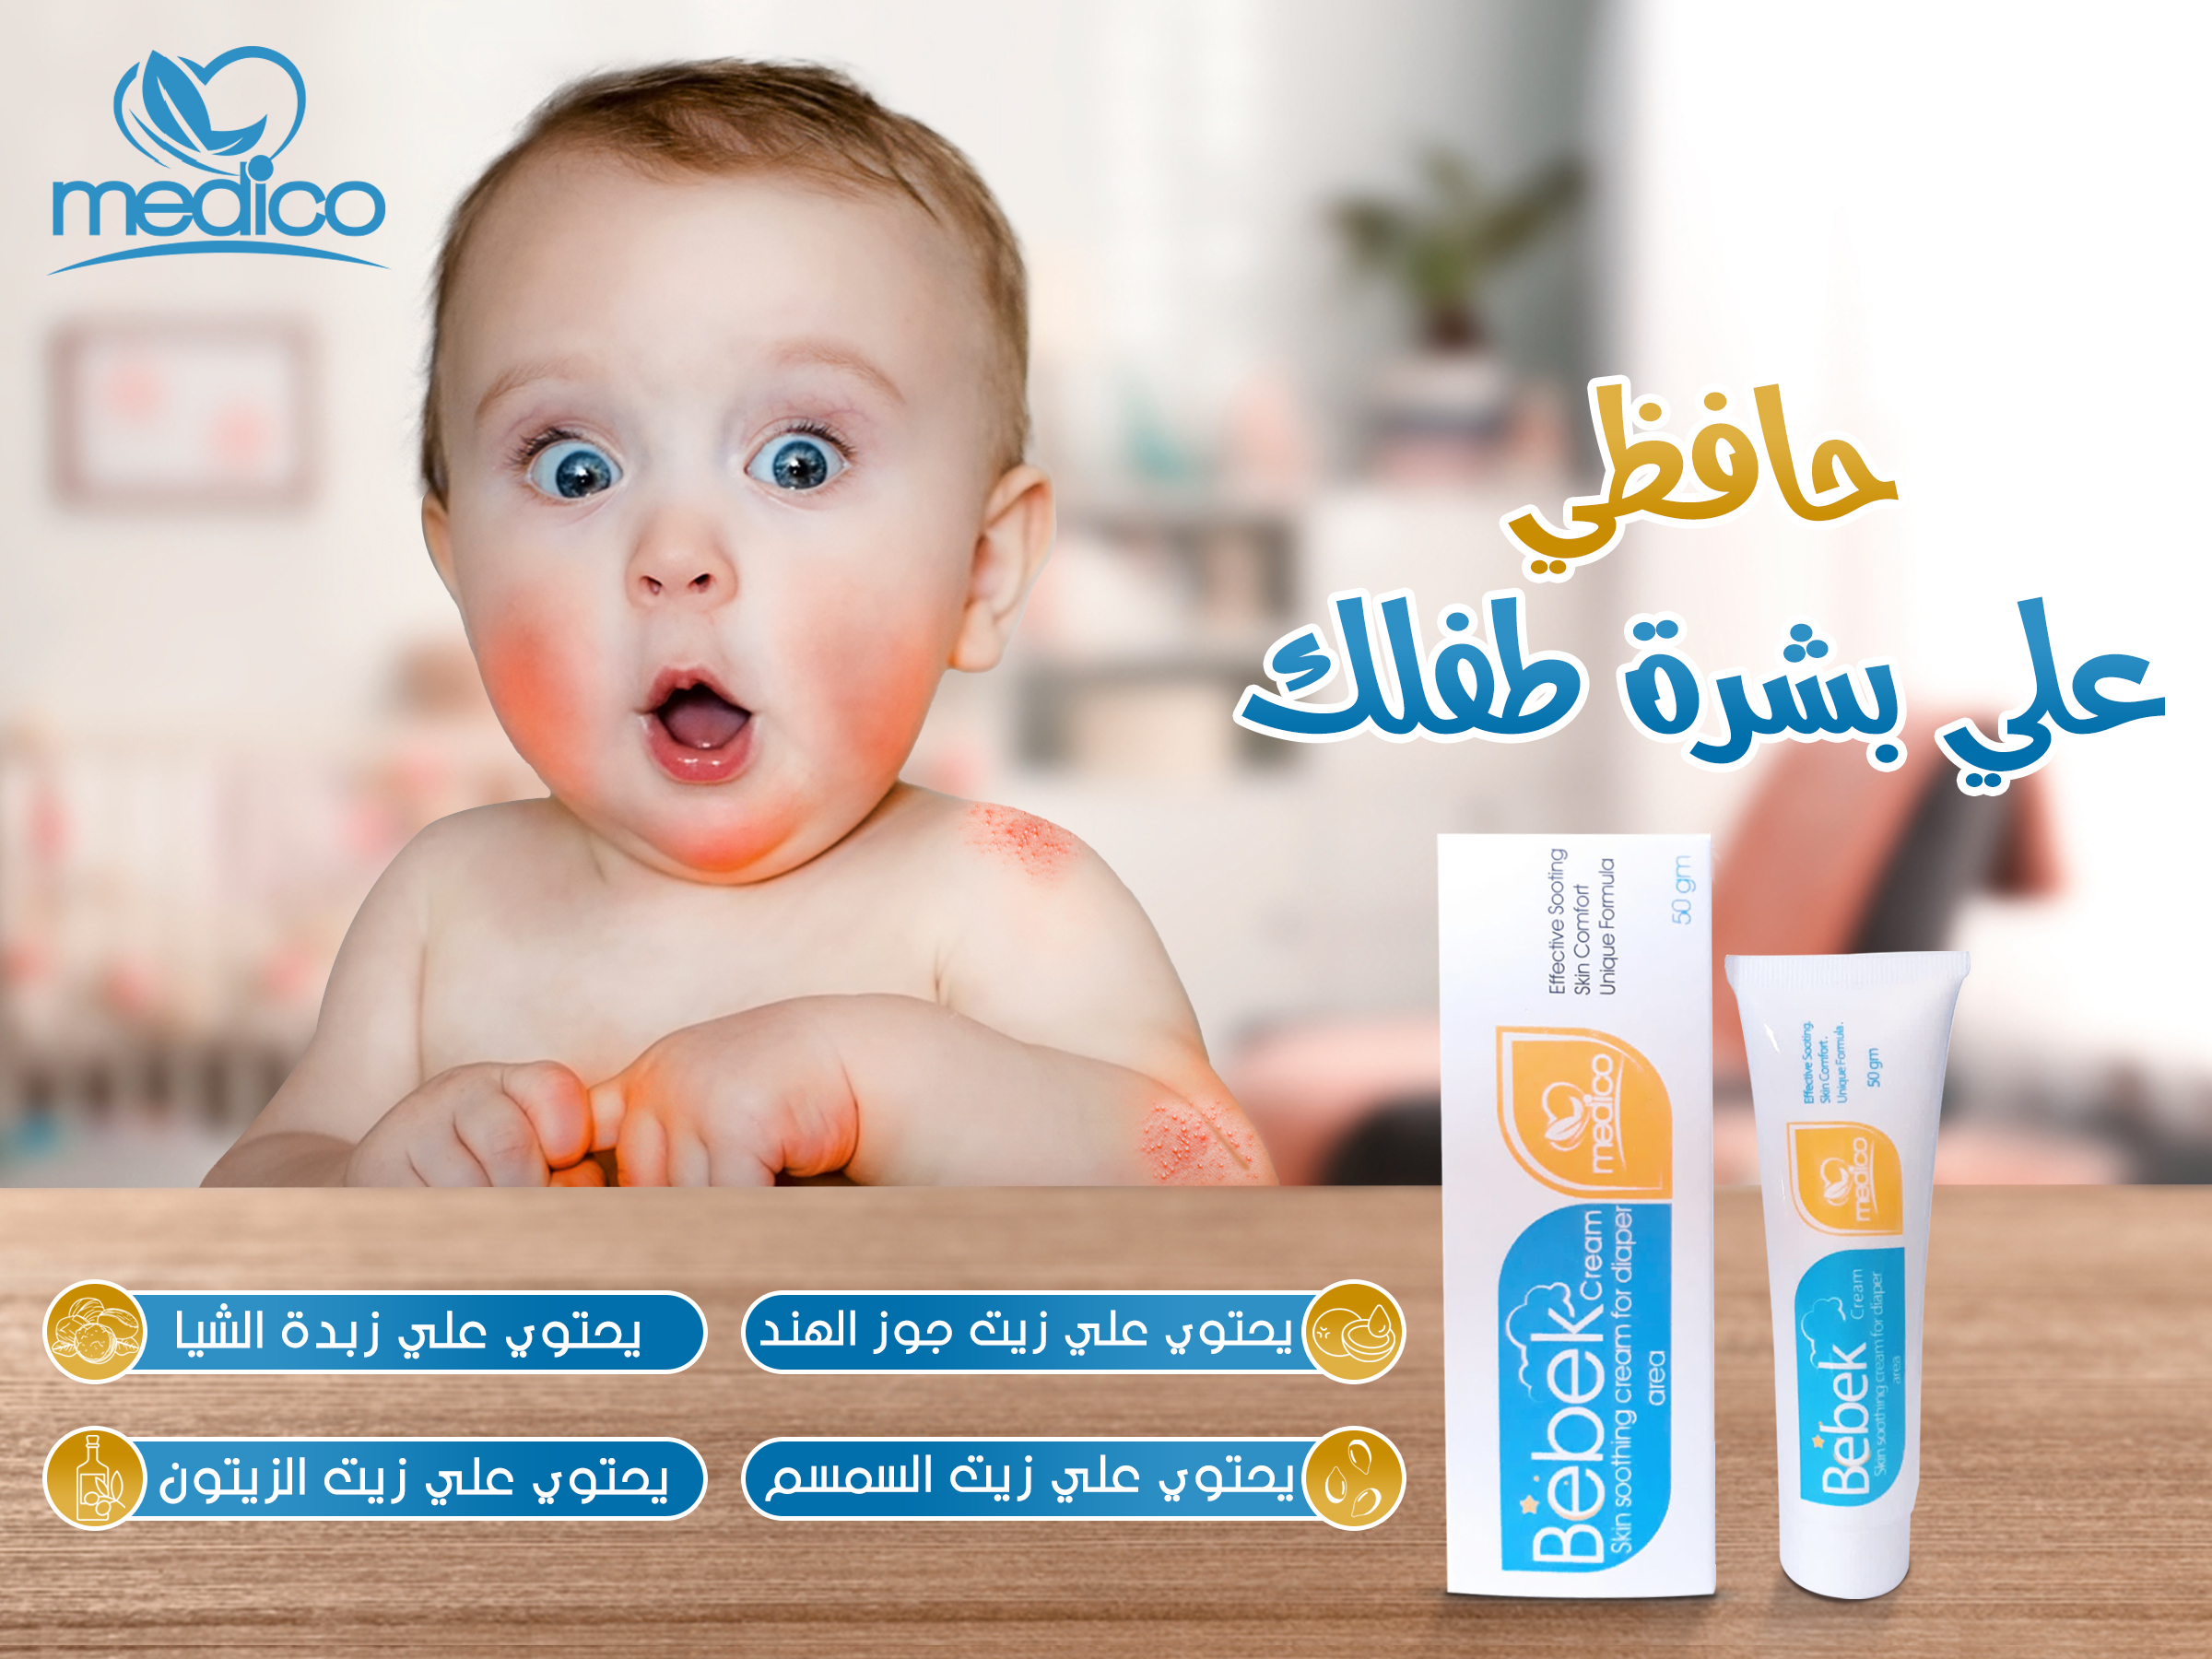 medico
حافظي
علي بشرة طفلك
Effective Sooting
Skin Comfort
Unique Formula
50 gm
medico
Bebek Cream
Skin soothing cream for diaper
area
Effective Sooting.
Skin Comfort.
Unique Formula.
50 gm
medico
Bebek Cream
Skin soothing cream for diaper
area
يحتوي علي زيت جوز الهند
يحتوي علي زبدة الشيا
يحتوي علي زيت السمسم
يحتوي علي زيت الزيتون